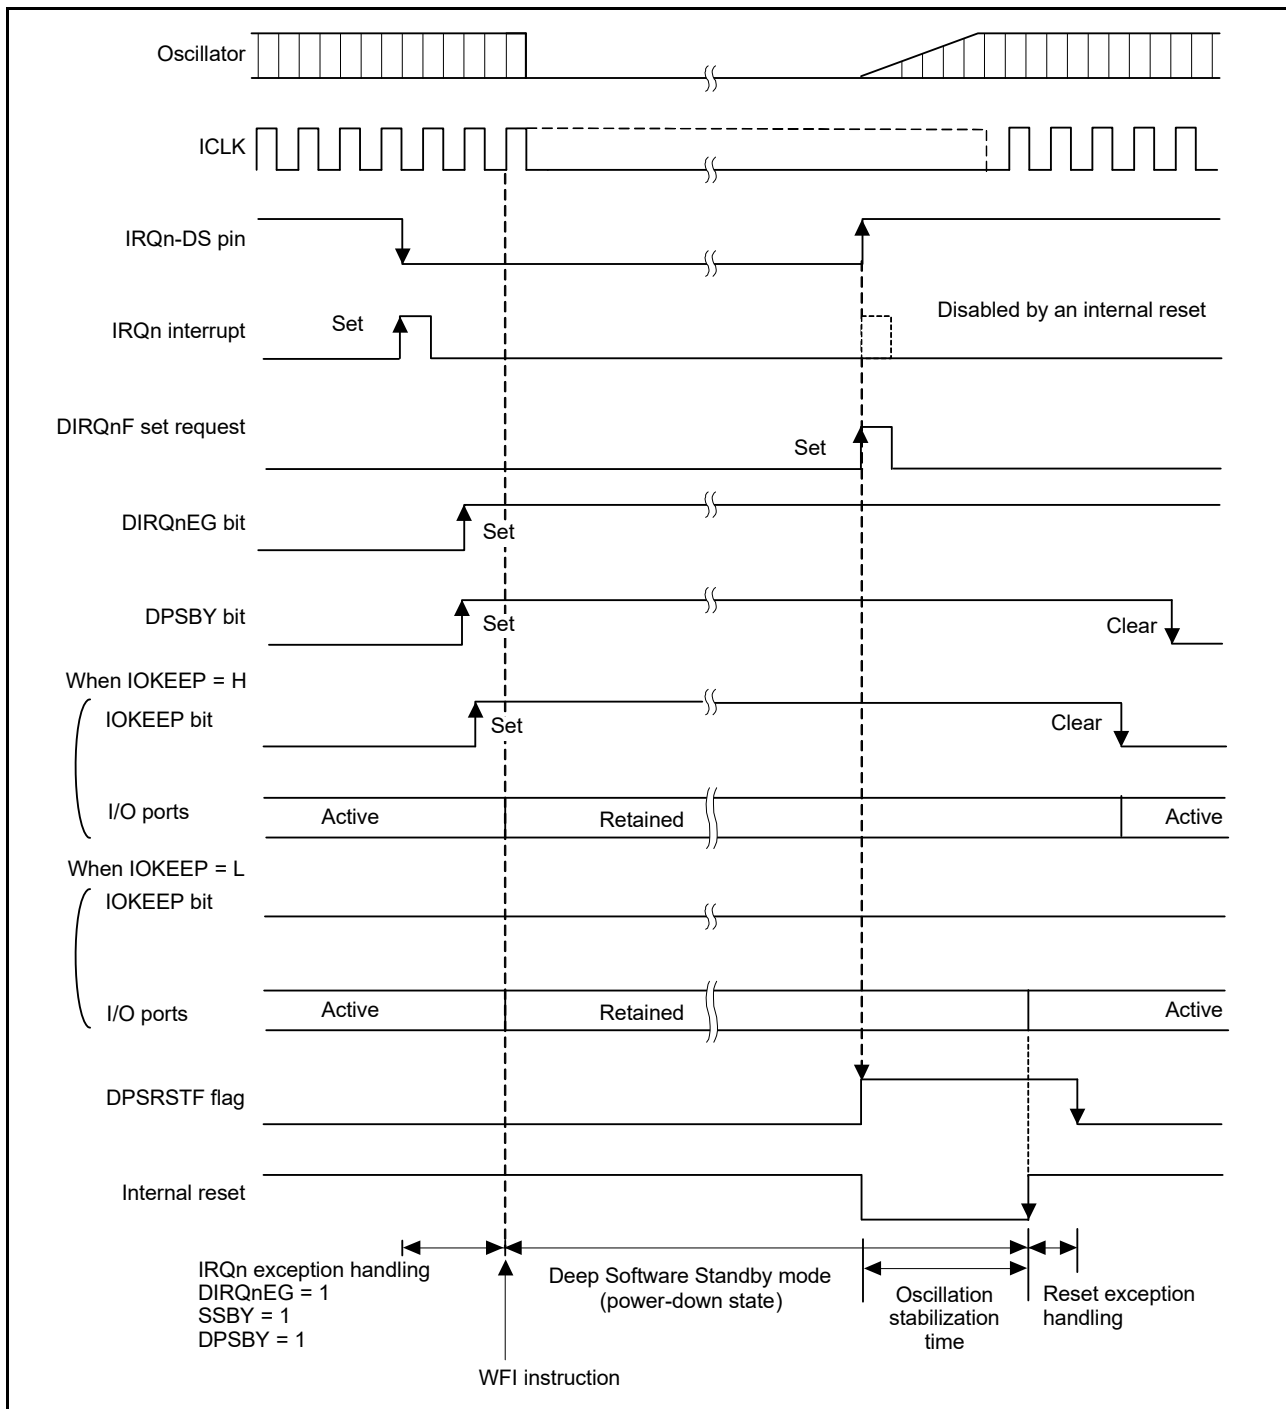 Oscillator
ICLK
IRQn-DS pin
IRQn interrupt
Set
Disabled by an internal reset
DIRQnF set request
Set
DIRQnEG bit
Set
DPSBY bit
Set
Clear
When IOKEEP = H
IOKEEP bit
Set
Clear
I/O ports
Active
Retained
Active
When IOKEEP = L
IOKEEP bit
I/O ports
Active
Retained
Active
DPSRSTF flag
Internal reset
IRQn exception handling
DIRQnEG = 1
SSBY = 1
DPSBY = 1
Deep Software Standby mode
(power-down state)
Oscillation
stabilization
time
Reset exception
handling
WFI instruction